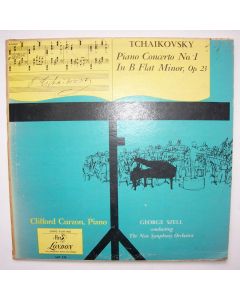 TCHAIKOVSKY
Piano Concerto No. 1
In B Flat Minor, Op. 23
Clifford Curzon, Piano
GEORGE SZELL
conducting
The New Symphony Orchestra
LONDON